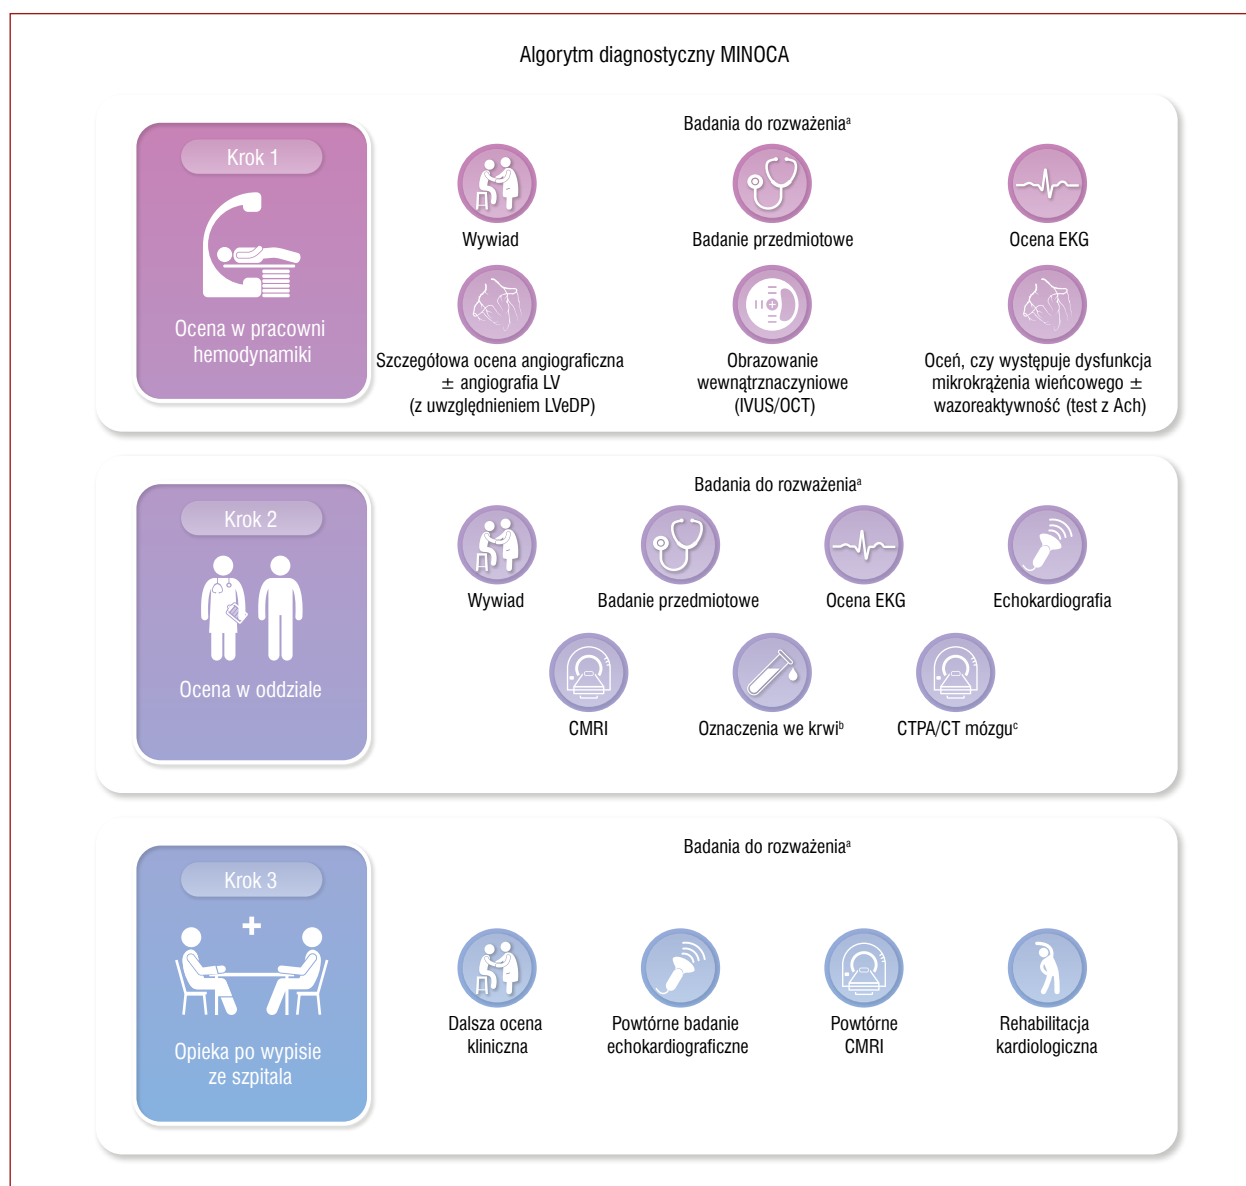 Algorytm diagnostyczny MINOCA
Krok 1
Ocena w pracowni
hemodynamiki
Badania do rozważeniaᵃ
Wywiad
Badanie przedmiotowe
Ocena EKG
Szczegółowa ocena angiograficzna
± angiografia LV
(z uwzględnieniem LVeDP)
Obrazowanie
wewnątrznaczyniowe
(IVUS/OCT)
Oceń, czy występuje dysfunkcja
mikrokrążenia wieńcowego ±
wazoreaktywność (test z Ach)
Krok 2
Ocena w oddziale
Badania do rozważeniaᵃ
Wywiad
Badanie przedmiotowe
Ocena EKG
Echokardiografia
CMRI
Oznaczenia we krwiᵇ
CTPA/CT mózguᶜ
Krok 3
Opieka po wypisie
ze szpitala
Badania do rozważeniaᵃ
Dalsza ocena
kliniczna
Powtórne badanie
echokardiograficzne
Powtórne
CMRI
Rehabilitacja
kardiologiczna